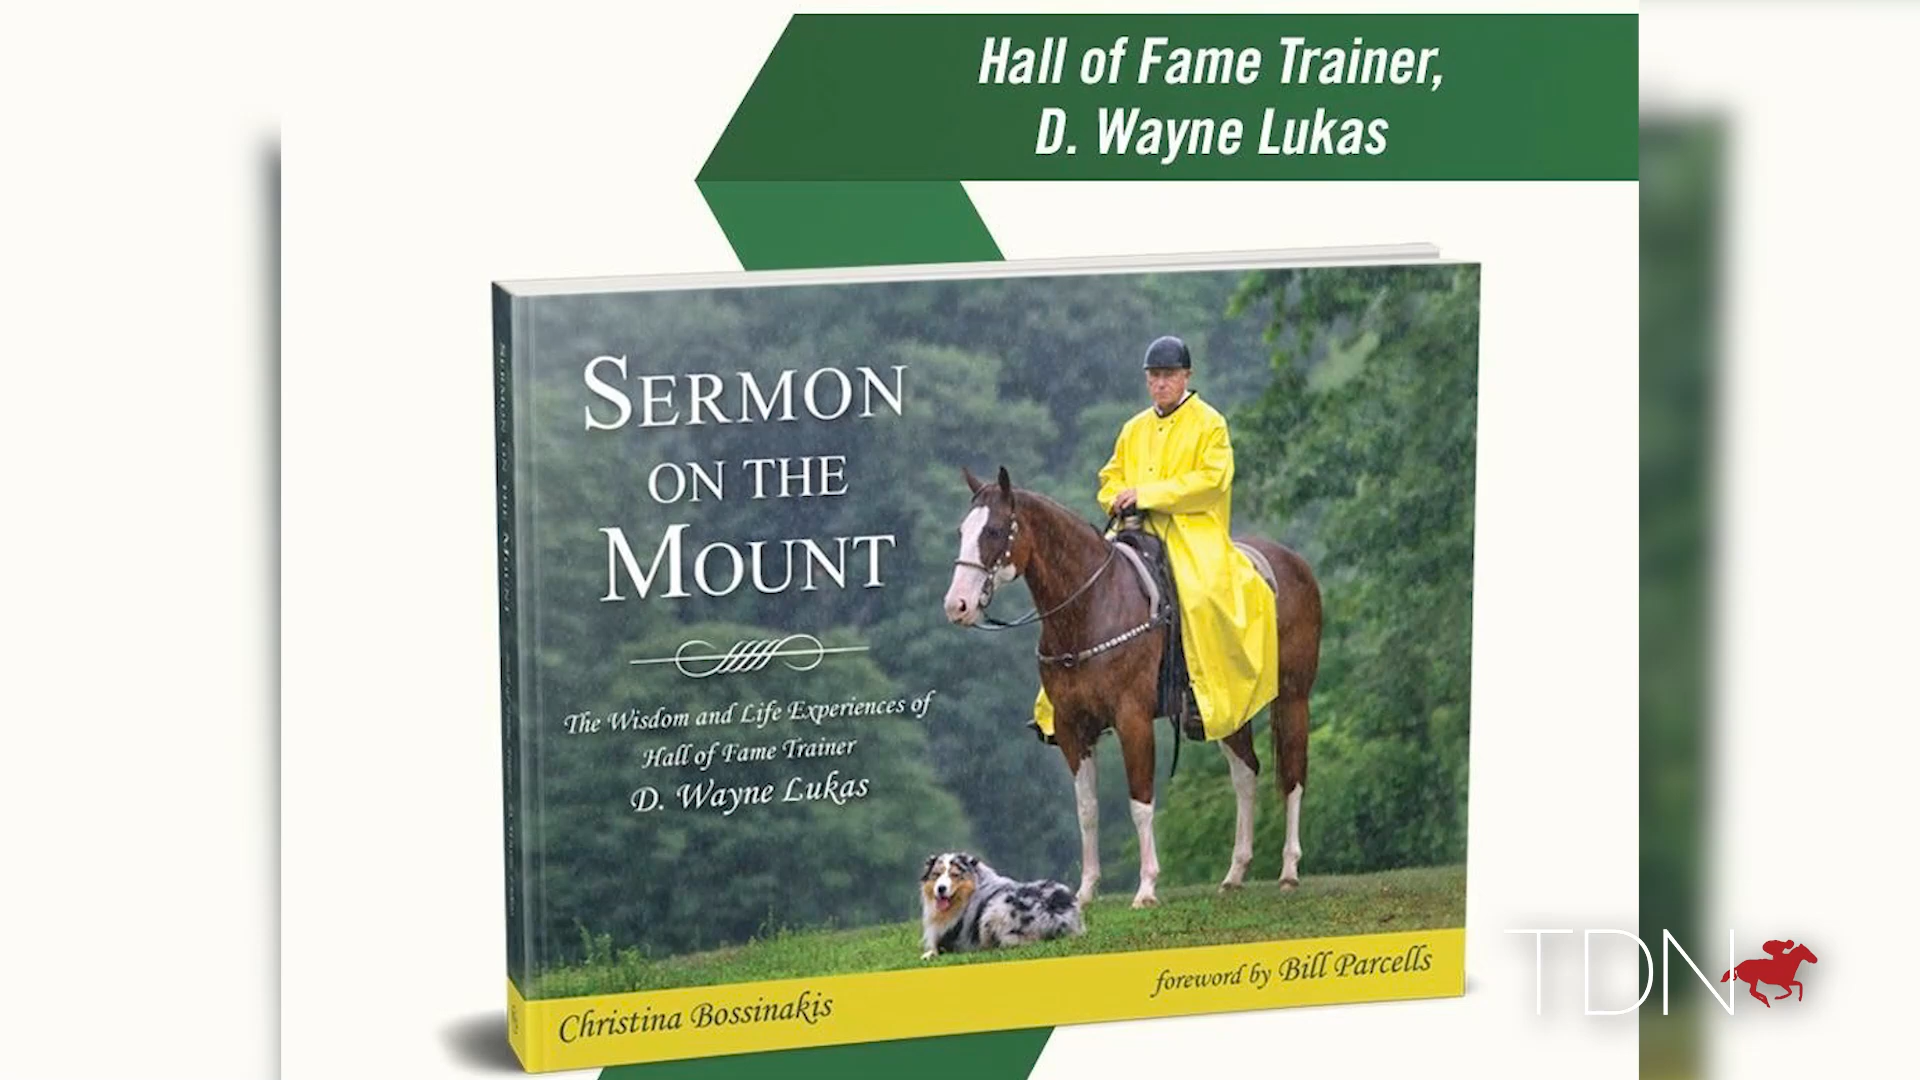 Hall of Fame Trainer,
D. Wayne Lukas
SERMON
ON THE
MOUNT
The Wisdom and Life Experiences of
Hall of Fame Trainer
D. Wayne Lukas
Christina Bossinakis
foreword by Bill Parcells
TDN